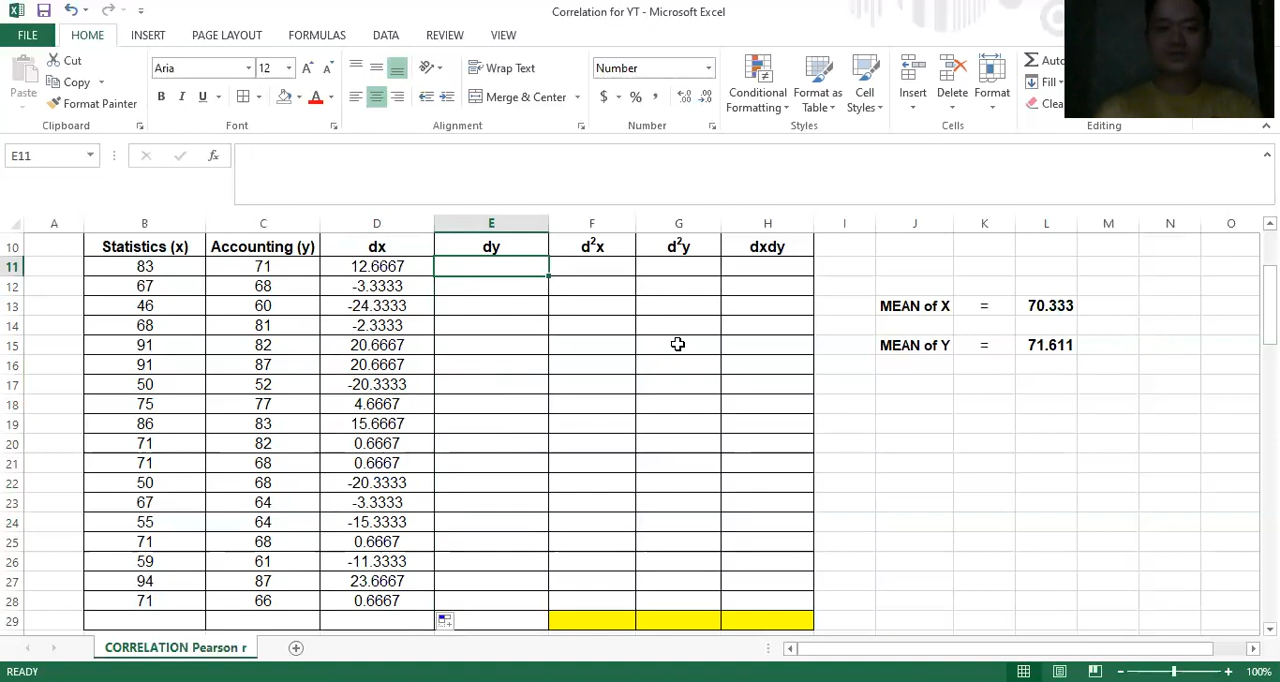 Correlation for YT - Microsoft Excel
FILE HOME INSERT PAGE LAYOUT FORMULAS DATA REVIEW VIEW
Paste Cut Copy Format Painter
Aria 12
B I U A
Wrap Text
Merge & Center
Number
$ % ,
Conditional Formatting Format as Table Cell Styles
Insert Delete Format
Auto
Fill
Clea
Clipboard Font Alignment Number Styles Cells Editing
E11 fx
A B C D E F G H I J K L M N O
10 Statistics (x) Accounting (y) dx dy d²x d²y dxdy
11 83 71 12.6667
12 67 68 -3.3333
13 46 60 -24.3333 MEAN of X = 70.333
14 68 81 -2.3333
15 91 82 20.6667 MEAN of Y = 71.611
16 91 87 20.6667
17 50 52 -20.3333
18 75 77 4.6667
19 86 83 15.6667
20 71 82 0.6667
21 71 68 0.6667
22 50 68 -20.3333
23 67 64 -3.3333
24 55 64 -15.3333
25 71 68 0.6667
26 59 61 -11.3333
27 94 87 23.6667
28 71 66 0.6667
29
CORRELATION Pearson r
READY 100%